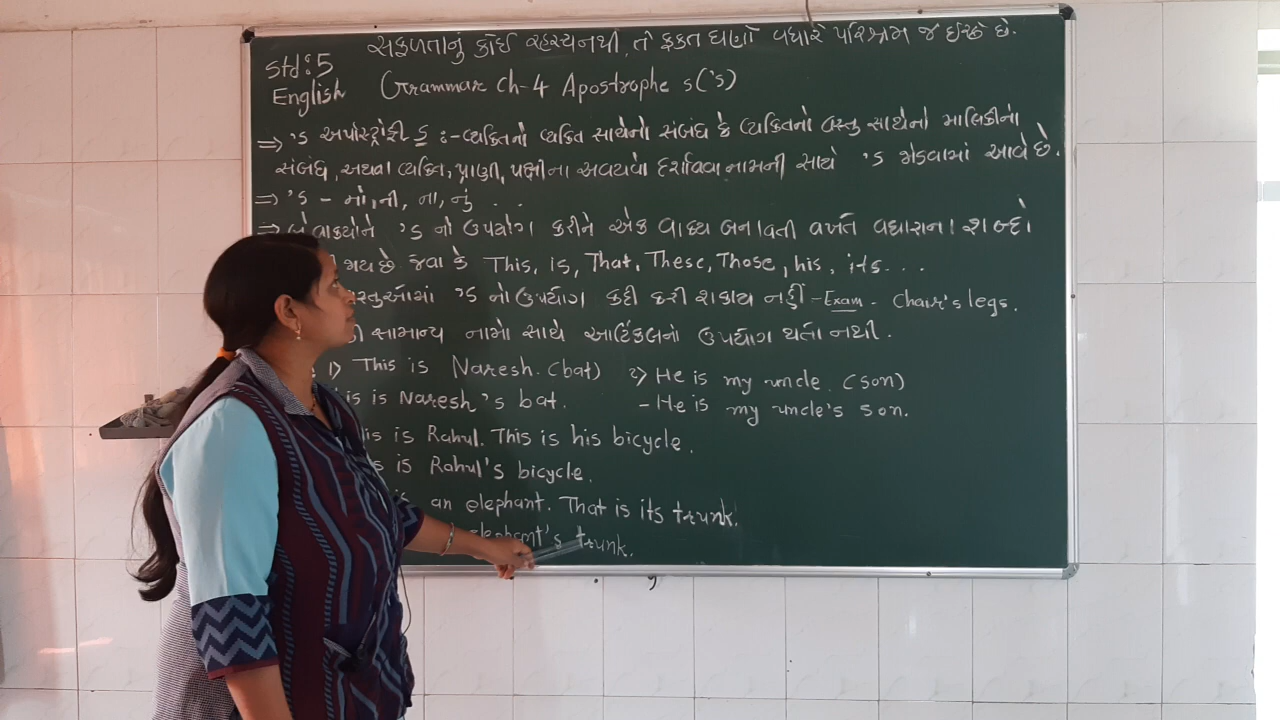 સફળતાનું કોઈ રહસ્ય નથી, તે ફક્ત ઘણો વધારે પરિશ્રમ જ ઈચ્છે છે.
Std:5
English Grammar Ch-4 Apostrophe s('s)
⇒ 's અપોસ્ટ્રોફી S :- વ્યક્તિનો વ્યક્તિ સાથેનો સંબંધ કે વ્યક્તિનો વસ્તુ સાથેનો માલિકીનો
સંબંધ, અથવા વ્યક્તિ, પ્રાણી, પક્ષીના અવયવો દર્શાવવા નામની સાથે 's જોડવામાં આવે છે.
⇒ 's - નો, ની, ના, નું . .
⇒ બે વાક્યોને 's નો ઉપયોગ કરીને એક વાક્ય બનાવતી વખતે વધારાના શબ્દો
થાય છે જેવા કે This, is, That, These, Those, his, its...
's નો ઉપયોગ કદી કરી શકાય નહીં - Exam - Chair's legs.
સામાન્ય નામો સાથે આર્ટિકલનો ઉપયોગ થતો નથી.
1) This is Naresh. (bat) 2) He is my uncle. (son)
is is Naresh's bat. - He is my uncle's son.
is is Rahul. This is his bicycle.
is Rahul's bicycle.
is an elephant. That is its trunk.
elephant's trunk.